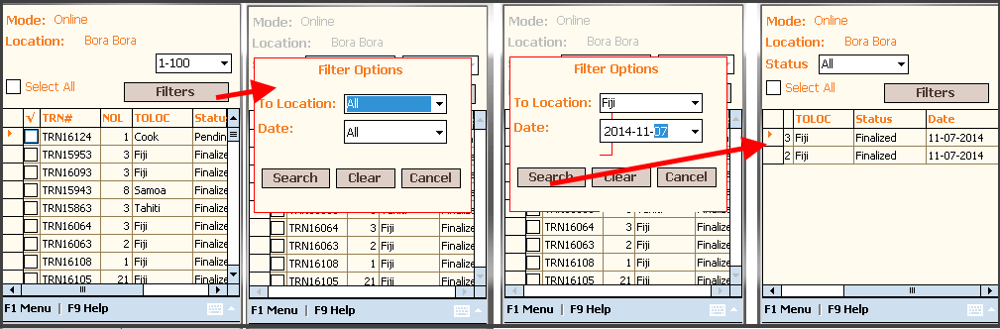 Mode: Online
Location: Bora Bora
1-100
Select All
Filters
√ TRN# NOL TOLOC Statu
TRN16124 1 Cook Pendin
TRN15953 3 Fiji Finalize
TRN16093 3 Fiji Finalize
TRN15943 8 Samoa Finalize
TRN15863 3 Tahiti Finalize
TRN16064 3 Fiji Finalize
TRN16063 2 Fiji Finalize
TRN16108 1 Fiji Finalize
TRN16105 21 Fiji Finalize
F1 Menu | F9 Help
Mode: Online
Location: Bora Bora
Filter Options
To Location: All
Date: All
Search Clear Cancel
TRN16064 3 Fiji Finalize
TRN16063 2 Fiji Finalize
TRN16108 1 Fiji Finalize
TRN16105 21 Fiji Finalize
F1 Menu | F9 Help
Mode: Online
Location: Bora Bora
Filter Options
To Location: Fiji
Date: 2014-11-07
Search Clear Cancel
TRN16064 3 Fiji Finalize
TRN16063 2 Fiji Finalize
TRN16108 1 Fiji Finalize
TRN16105 21 Fiji Finalize
F1 Menu | F9 Help
Mode: Online
Location: Bora Bora
Status All
Select All
Filters
TOLOC Status Date
3 Fiji Finalized 11-07-2014
2 Fiji Finalized 11-07-2014
F1 Menu | F9 Help